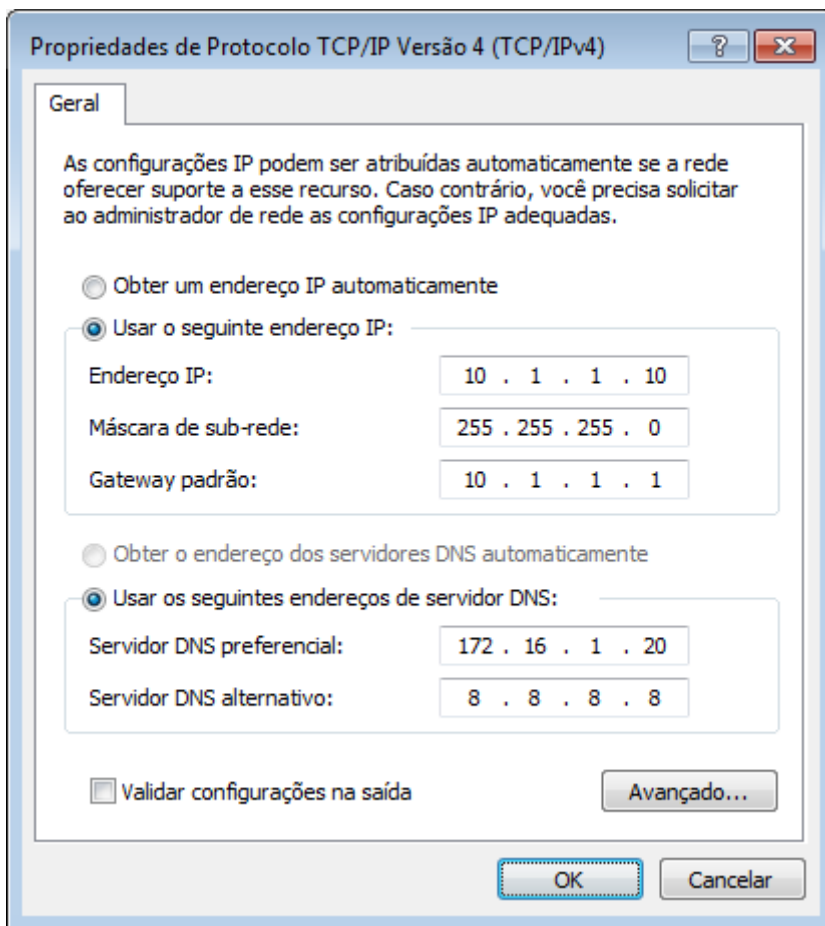 Propriedades de Protocolo TCP/IP Versão 4 (TCP/IPv4)
Geral
As configurações IP podem ser atribuídas automaticamente se a rede
oferecer suporte a esse recurso. Caso contrário, você precisa solicitar
ao administrador de rede as configurações IP adequadas.
Obter um endereço IP automaticamente
Usar o seguinte endereço IP:
Endereço IP: 10 . 1 . 1 . 10
Máscara de sub-rede: 255 . 255 . 255 . 0
Gateway padrão: 10 . 1 . 1 . 1
Obter o endereço dos servidores DNS automaticamente
Usar os seguintes endereços de servidor DNS:
Servidor DNS preferencial: 172 . 16 . 1 . 20
Servidor DNS alternativo: 8 . 8 . 8 . 8
Validar configurações na saída Avançado...
OK Cancelar